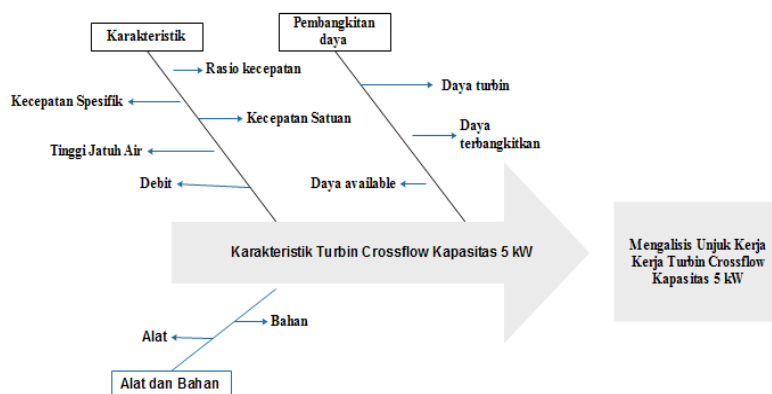 Karakteristik
Pembangkitan
daya
Rasio kecepatan
Kecepatan Spesifik
Kecepatan Satuan
Tinggi Jatuh Air
Debit
Daya turbin
Daya
terbangkitkan
Daya available
Karakteristik Turbin Crossflow Kapasitas 5 kW
Mengalisis Unjuk Kerja
Kerja Turbin Crossflow
Kapasitas 5 kW
Bahan
Alat
Alat dan Bahan